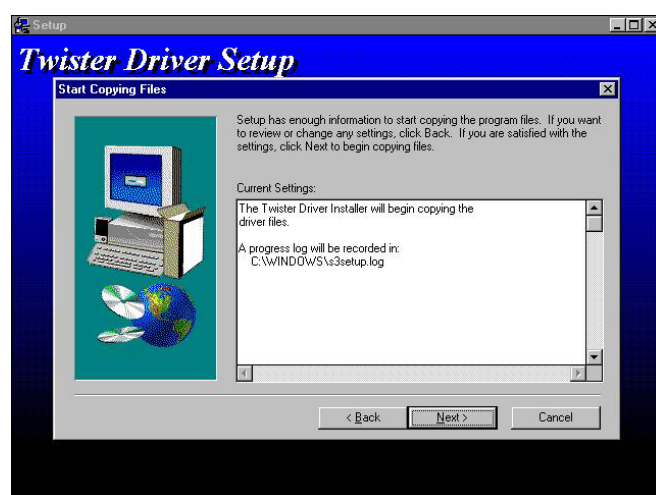 Setup
Twister Driver Setup
Start Copying Files
Setup has enough information to start copying the program files. If you want
to review or change any settings, click Back. If you are satisfied with the
settings, click Next to begin copying files.
Current Settings:
The Twister Driver Installer will begin copying the
driver files.
A progress log will be recorded in:
C:\WINDOWS\s3setup.log
< Back
Next >
Cancel